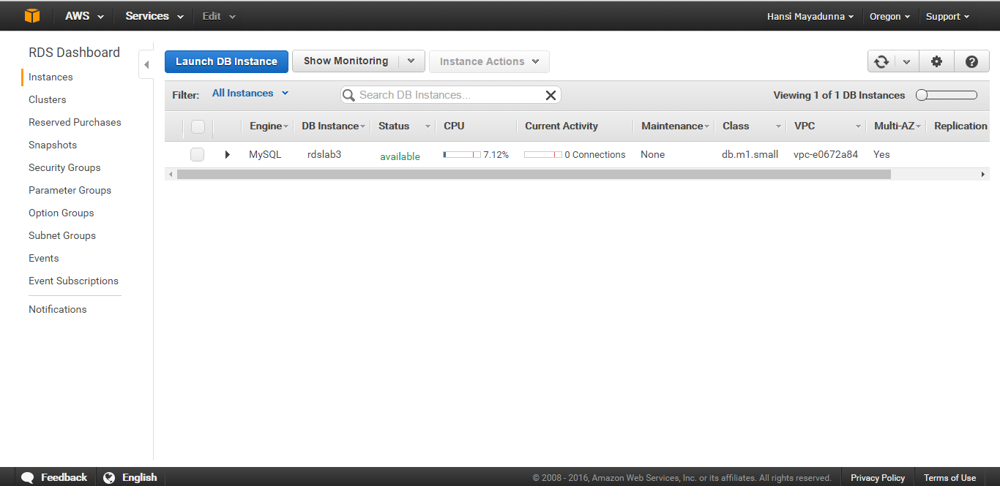 AWS Services Edit Hansi Mayadunna Oregon Support
RDS Dashboard
Instances
Clusters
Reserved Purchases
Snapshots
Security Groups
Parameter Groups
Option Groups
Subnet Groups
Events
Event Subscriptions
Notifications
Launch DB Instance Show Monitoring Instance Actions
Filter: All Instances Search DB Instances... Viewing 1 of 1 DB Instances
Engine DB Instance Status CPU Current Activity Maintenance Class VPC Multi-AZ Replication
MySQL rdslab3 available 7.12% 0 Connections None db.m1.small vpc-e0672a84 Yes
Feedback English © 2008 - 2016, Amazon Web Services, Inc. or its affiliates. All rights reserved. Privacy Policy Terms of Use